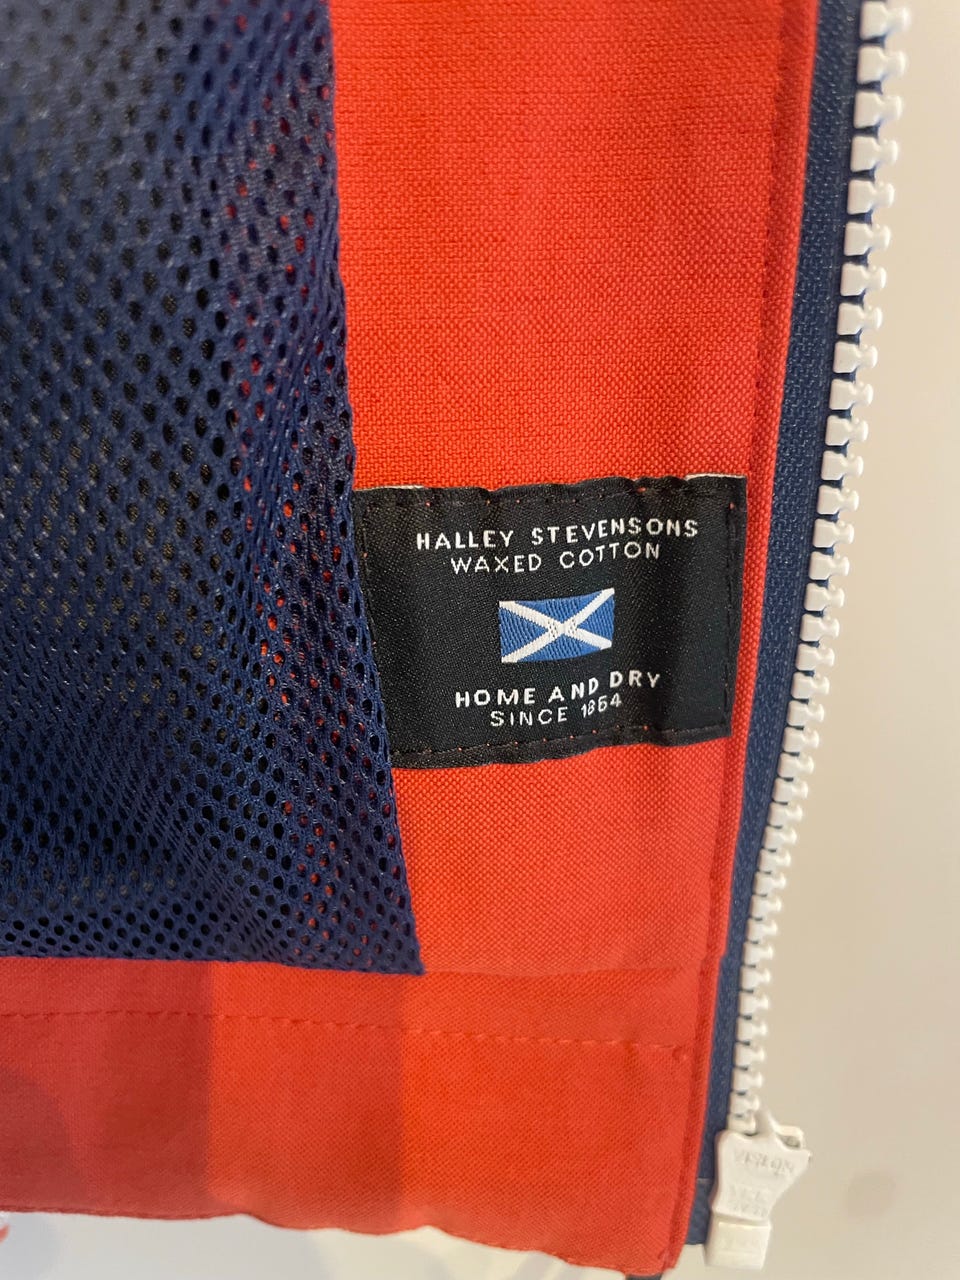 HALLEY STEVENSONS
WAXED COTTON
HOME AND DRY
SINCE 1864